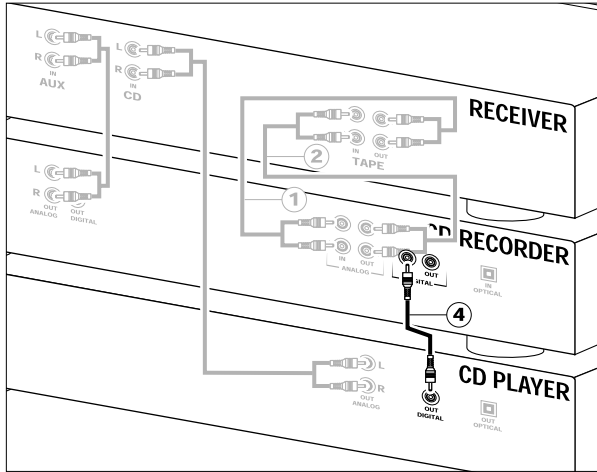 L
R
IN
AUX
L
R
IN
CD
RECEIVER
IN OUT
TAPE
2
L
R
OUT
ANALOG
OUT
DIGITAL
1
RECORDER
IN OUT
ANALOG
OUT
IN
OPTICAL
4
CD PLAYER
L
R
OUT
ANALOG
OUT
DIGITAL
OUT
OPTICAL